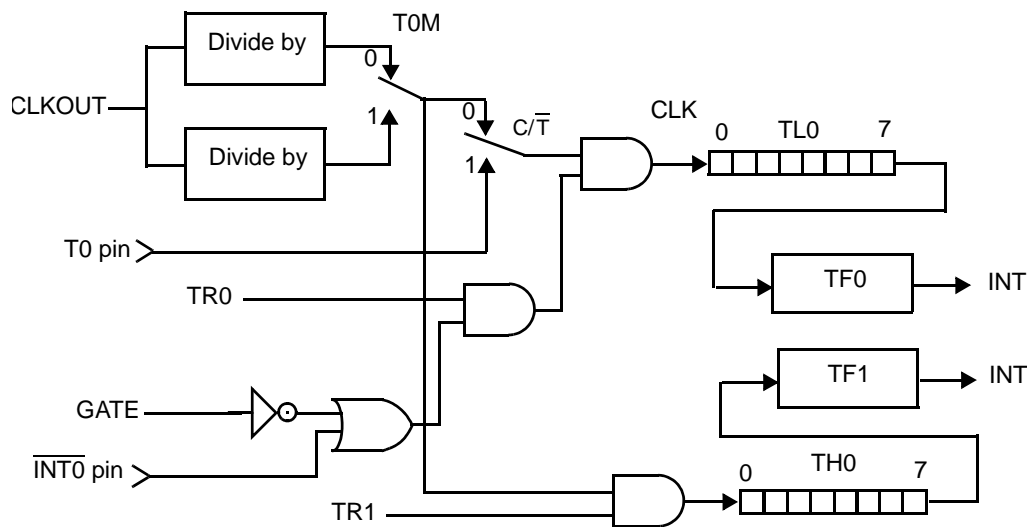 T0M
Divide by
0
CLKOUT
1
0
C/T̅
CLK
0 TL0 7
Divide by
1
T0 pin
TR0
TF0
INT
TF1
INT
GATE
I̅N̅T̅0̅ pin
0 TH0 7
TR1